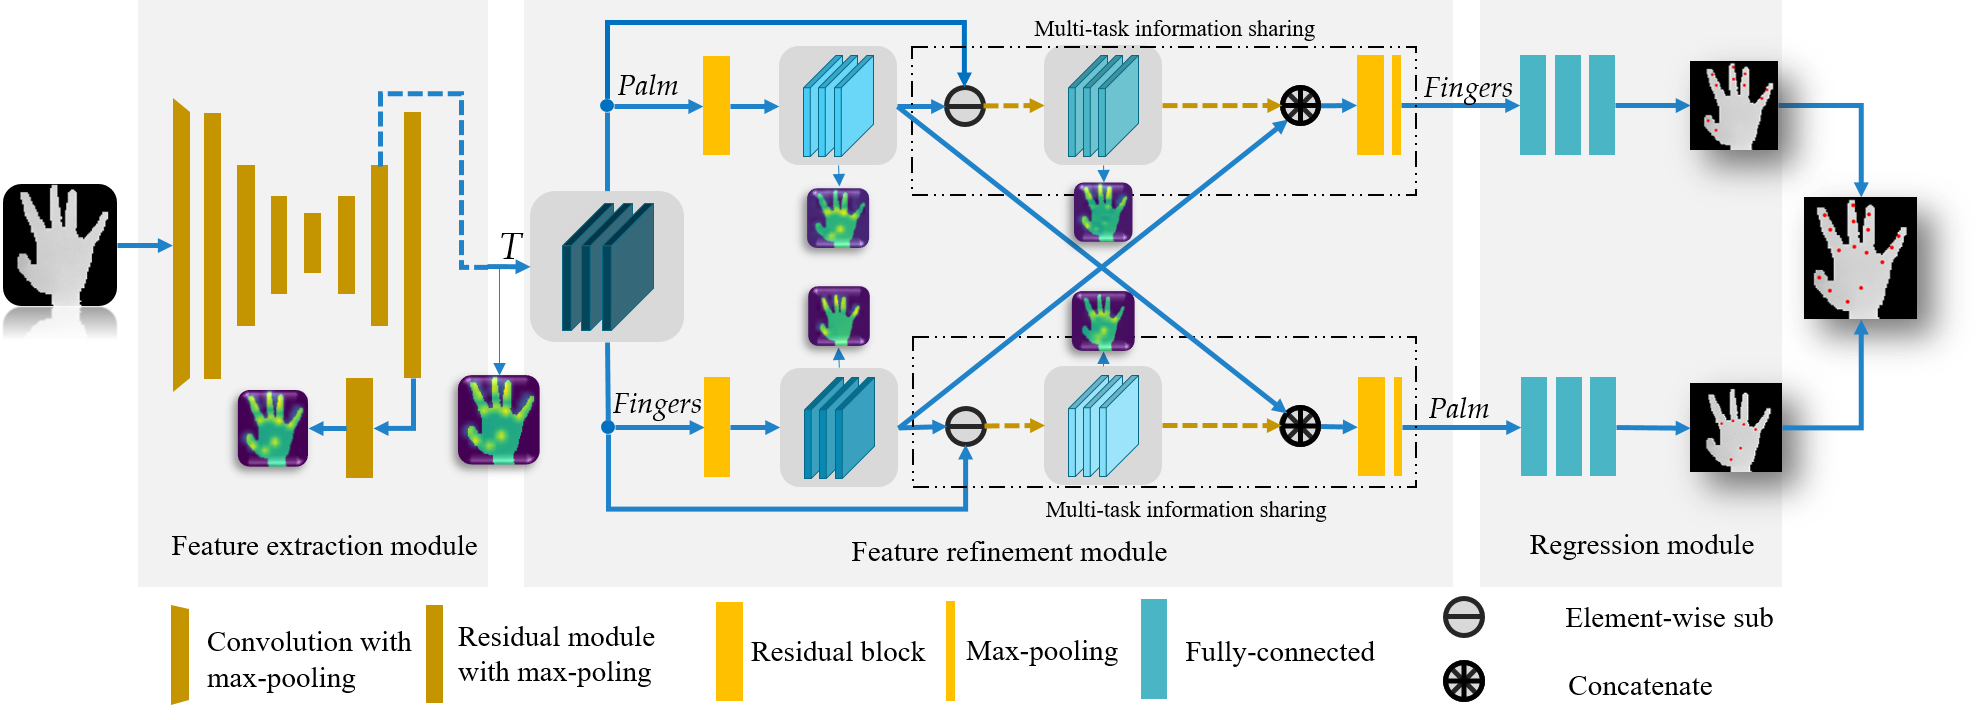 Multi-task information sharing
Palm
Fingers
T
Fingers
Palm
Multi-task information sharing
Feature extraction module
Feature refinement module
Regression module
Convolution with
max-pooling
Residual module
with max-poling
Residual block
Max-pooling
Fully-connected
Element-wise sub
Concatenate